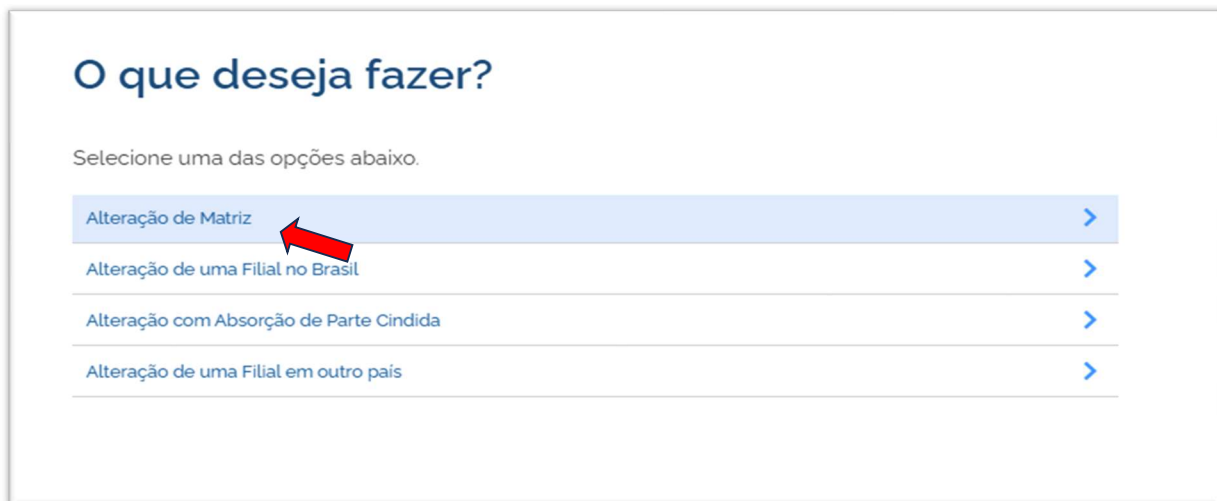 O que deseja fazer?
Selecione uma das opções abaixo.
Alteração de Matriz
Alteração de uma Filial no Brasil
Alteração com Absorção de Parte Cindida
Alteração de uma Filial em outro país